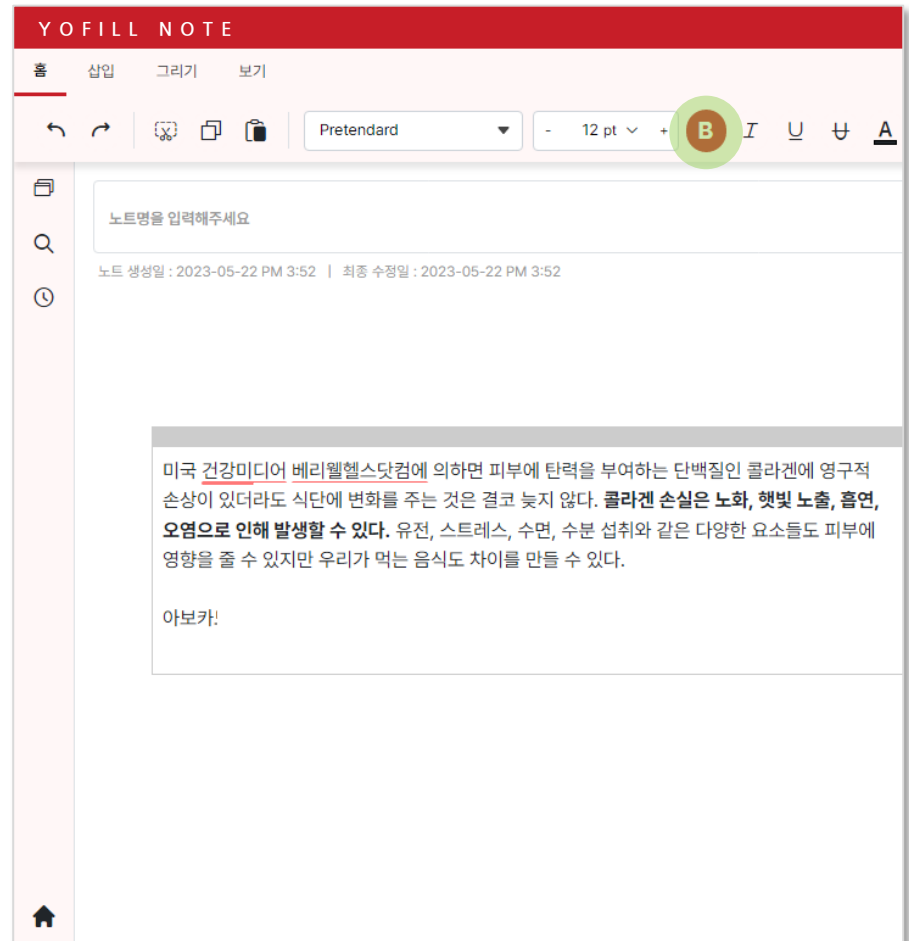 YOFILL NOTE
홈 삽입 그리기 보기
Pretendard - 12 pt + B I U U A
노트명을 입력해주세요
노트 생성일 : 2023-05-22 PM 3:52 | 최종 수정일 : 2023-05-22 PM 3:52
미국 건강미디어 베리웰헬스닷컴에 의하면 피부에 탄력을 부여하는 단백질인 콜라겐에 영구적
손상이 있더라도 식단에 변화를 주는 것은 결코 늦지 않다. 콜라겐 손실은 노화, 햇빛 노출, 흡연,
오염으로 인해 발생할 수 있다. 유전, 스트레스, 수면, 수분 섭취와 같은 다양한 요소들도 피부에
영향을 줄 수 있지만 우리가 먹는 음식도 차이를 만들 수 있다.
아보카